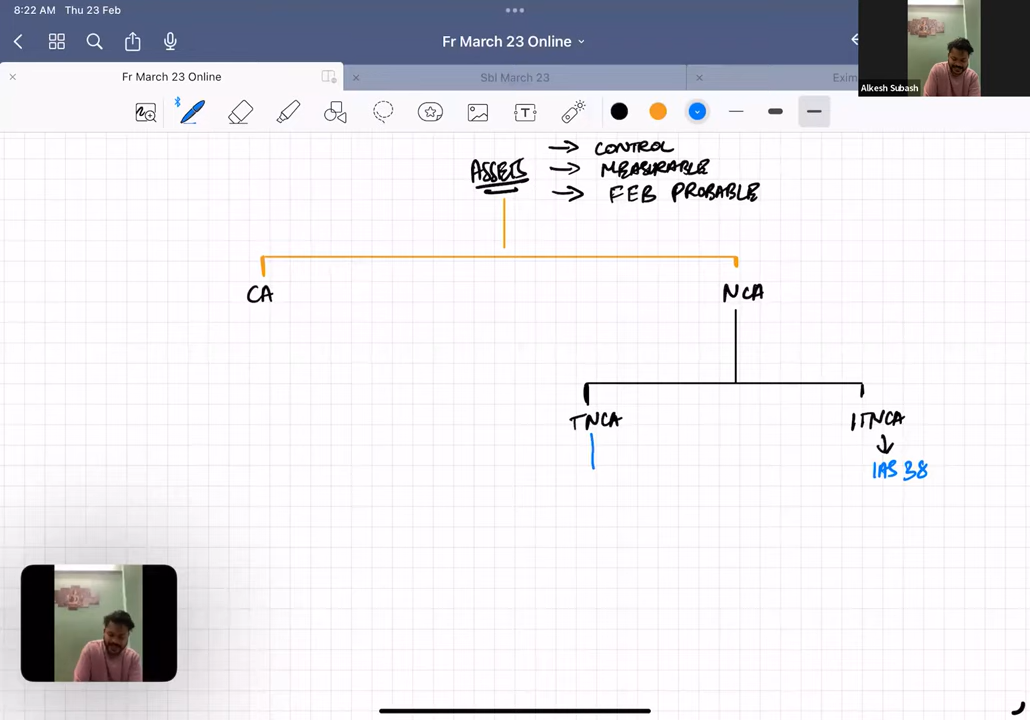 8:22 AM Thu 23 Feb
Fr March 23 Online
Fr March 23 Online
Sbl March 23
Exim
Alkesh Subash
T
ASSETS
→ CONTROL
→ MEASURABLE
→ FEB PROBABLE
CA
NCA
TNCA
ITNCA
IAS 38